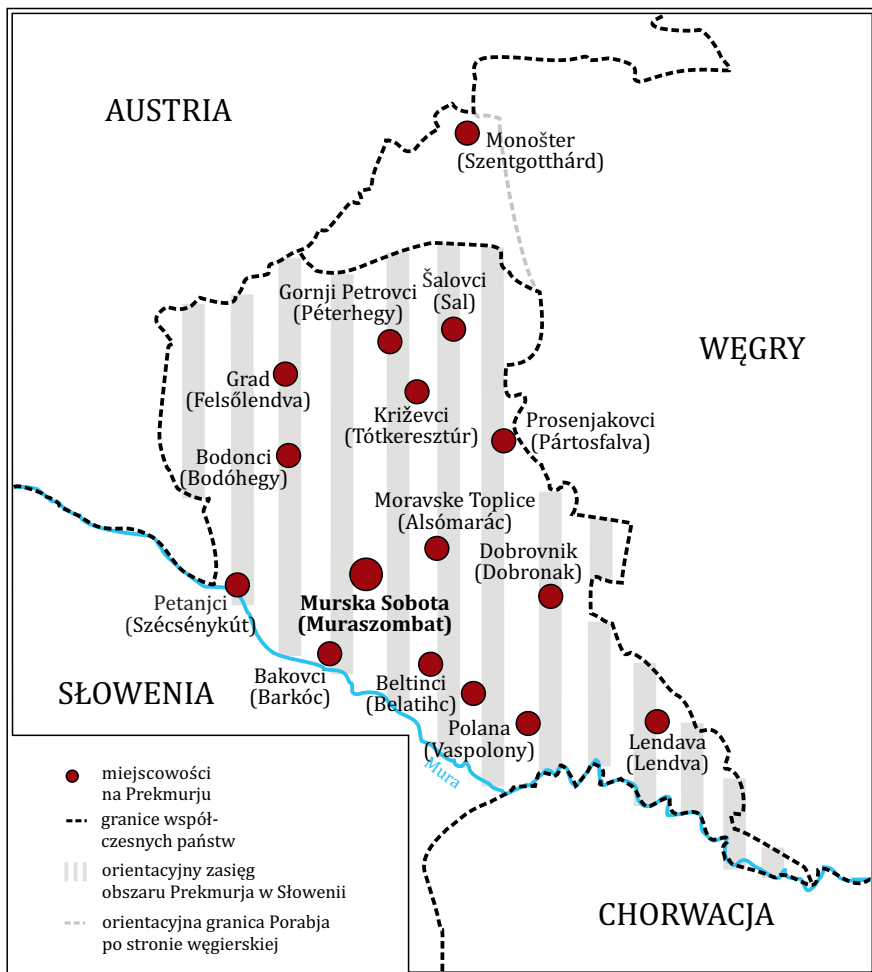 AUSTRIA
Monošter
(Szentgotthárd)
Šalovci
(Sal)
Gornji Petrovci
(Péterhegy)
WĘGRY
Grad
(Felsőlendva)
Križevci
(Tótkeresztúr)
Prosenjakovci
(Pártosfalva)
Bodonci
(Bodóhegy)
Moravske Toplice
(Alsómarác)
Dobrovnik
(Dobronak)
Petanjci
(Szécsénykút)
Murska Sobota
(Muraszombat)
SŁOWENIA
Bakovci
(Barkóc)
Beltinci
(Belatihc)
Polana
(Vaspolony)
Lendava
(Lendva)
Mura
CHORWACJA
miejscowości
na Prekmurju
granice współ-
czesnych państw
orientacyjny zasięg
obszaru Prekmurja w Słowenii
orientacyjna granica Porabja
po stronie węgierskiej